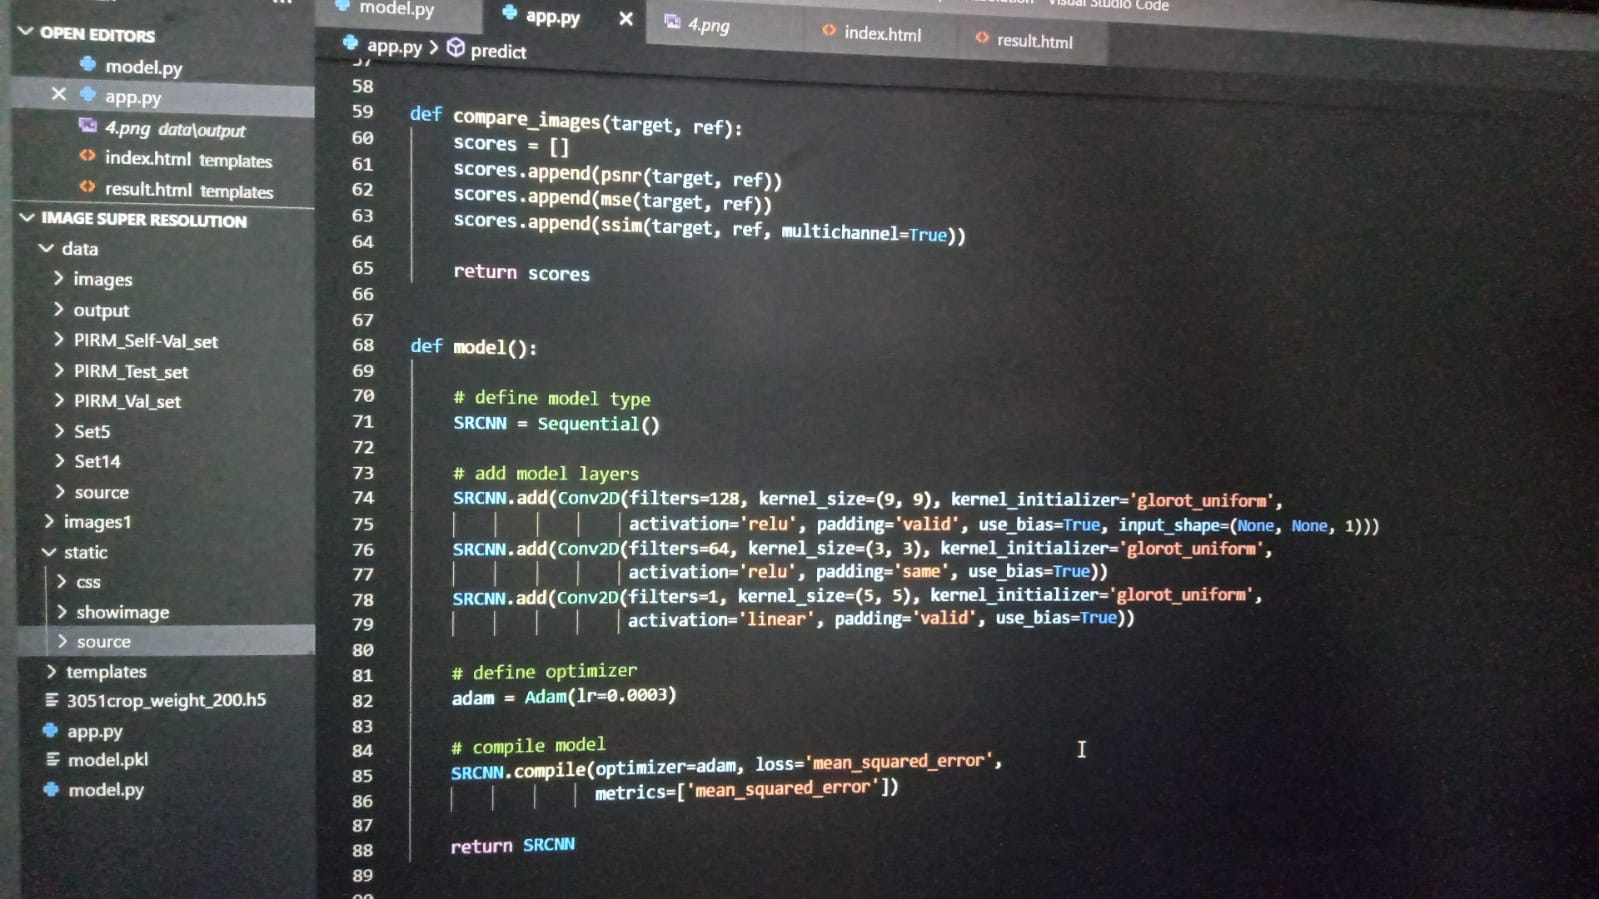 Visual Studio Code
OPEN EDITORS
model.py
app.py
4.png data\output
index.html templates
result.html templates
IMAGE SUPER RESOLUTION
data
images
output
PIRM_Self-Val_set
PIRM_Test_set
PIRM_Val_set
Set5
Set14
source
images1
static
css
showimage
source
templates
3051crop_weight_200.h5
app.py
model.pkl
model.py
model.py app.py 4.png index.html result.html
app.py > predict
57
58
59 def compare_images(target, ref):
60 scores = []
61 scores.append(psnr(target, ref))
62 scores.append(mse(target, ref))
63 scores.append(ssim(target, ref, multichannel=True))
64
65 return scores
66
67
68 def model():
69
70 # define model type
71 SRCNN = Sequential()
72
73 # add model layers
74 SRCNN.add(Conv2D(filters=128, kernel_size=(9, 9), kernel_initializer='glorot_uniform',
75 activation='relu', padding='valid', use_bias=True, input_shape=(None, None, 1)))
76 SRCNN.add(Conv2D(filters=64, kernel_size=(3, 3), kernel_initializer='glorot_uniform',
77 activation='relu', padding='same', use_bias=True))
78 SRCNN.add(Conv2D(filters=1, kernel_size=(5, 5), kernel_initializer='glorot_uniform',
79 activation='linear', padding='valid', use_bias=True))
80
81 # define optimizer
82 adam = Adam(lr=0.0003)
83
84 # compile model
85 SRCNN.compile(optimizer=adam, loss='mean_squared_error',
86 metrics=['mean_squared_error'])
87
88 return SRCNN
89